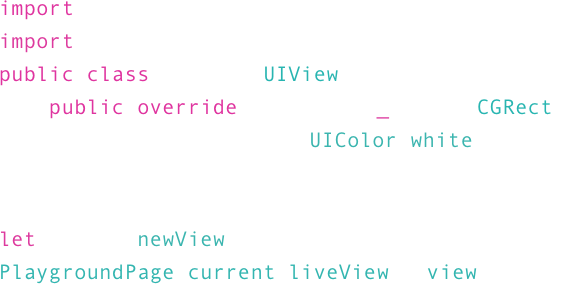 import
import
public class UIView
public override _ CGRect
UIColor white
let newView
PlaygroundPage current liveView view